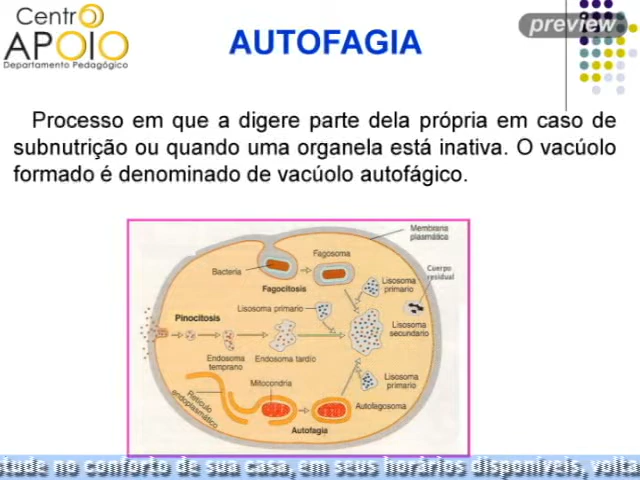 Centro
APOIO
Departamento Pedagógico
preview
AUTOFAGIA
Processo em que a digere parte dela própria em caso de
subnutrição ou quando uma organela está inativa. O vacúolo
formado é denominado de vacúolo autofágico.
Membrana
plasmática
Fagosoma
Bacteria
Lisosoma
primario
Cuerpo
residual
Fagocitosis
Lisosoma primario
Pinocitosis
Lisosoma
secundario
Endosoma
temprano
Endosoma tardío
Lisosoma
primario
Mitocondria
Retículo
endoplasmático
Autofagosoma
Autofagia
tude no conforto de sua casa, em seus horários disponíveis, volta